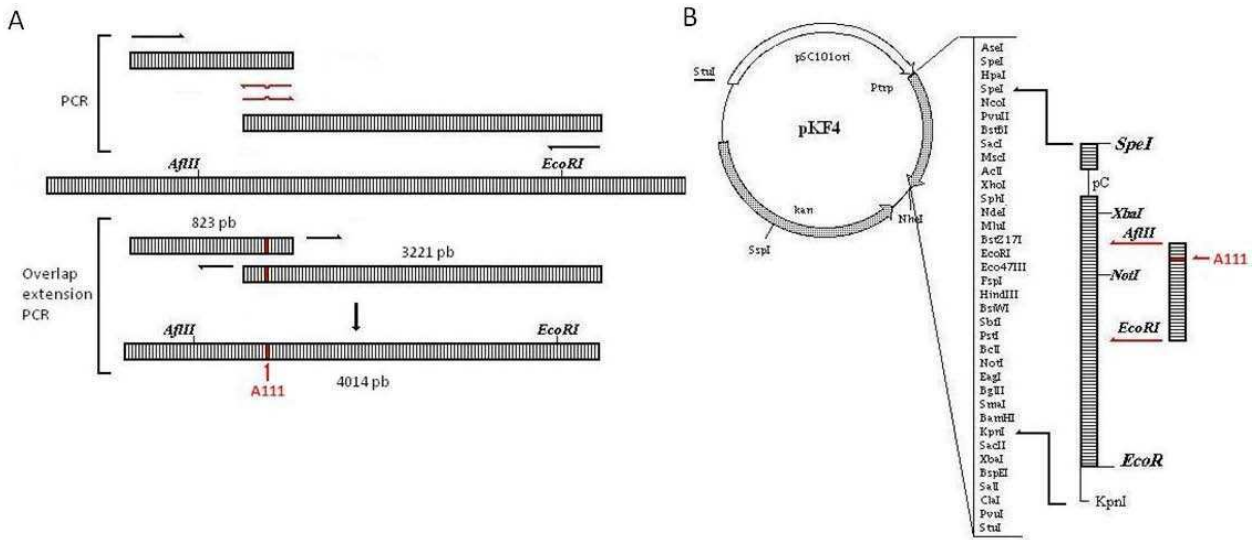 A
PCR
AflII
EcoRI
823 pb
3221 pb
Overlap
extension
PCR
AflII
EcoRI
4014 pb
A111
B
StuI
pSC101ori
Ptrp
pKF4
kan
NheI
SspI
AseI
SpeI
HpaI
SpeI
NcoI
PvuII
BstBI
SacI
MscI
AclI
XhoI
SphI
NdeI
MluI
BstZ17I
EcoRI
Eco47III
FspI
HindIII
BsiWI
SbfI
PstI
BclI
NotI
EagI
BglII
SmaI
BamHI
KpnI
SacII
XbaI
BspEI
SalI
ClaI
PvuI
StuI
SpeI
pC
XbaI
AflII
A111
NotI
EcoRI
EcoR
KpnI